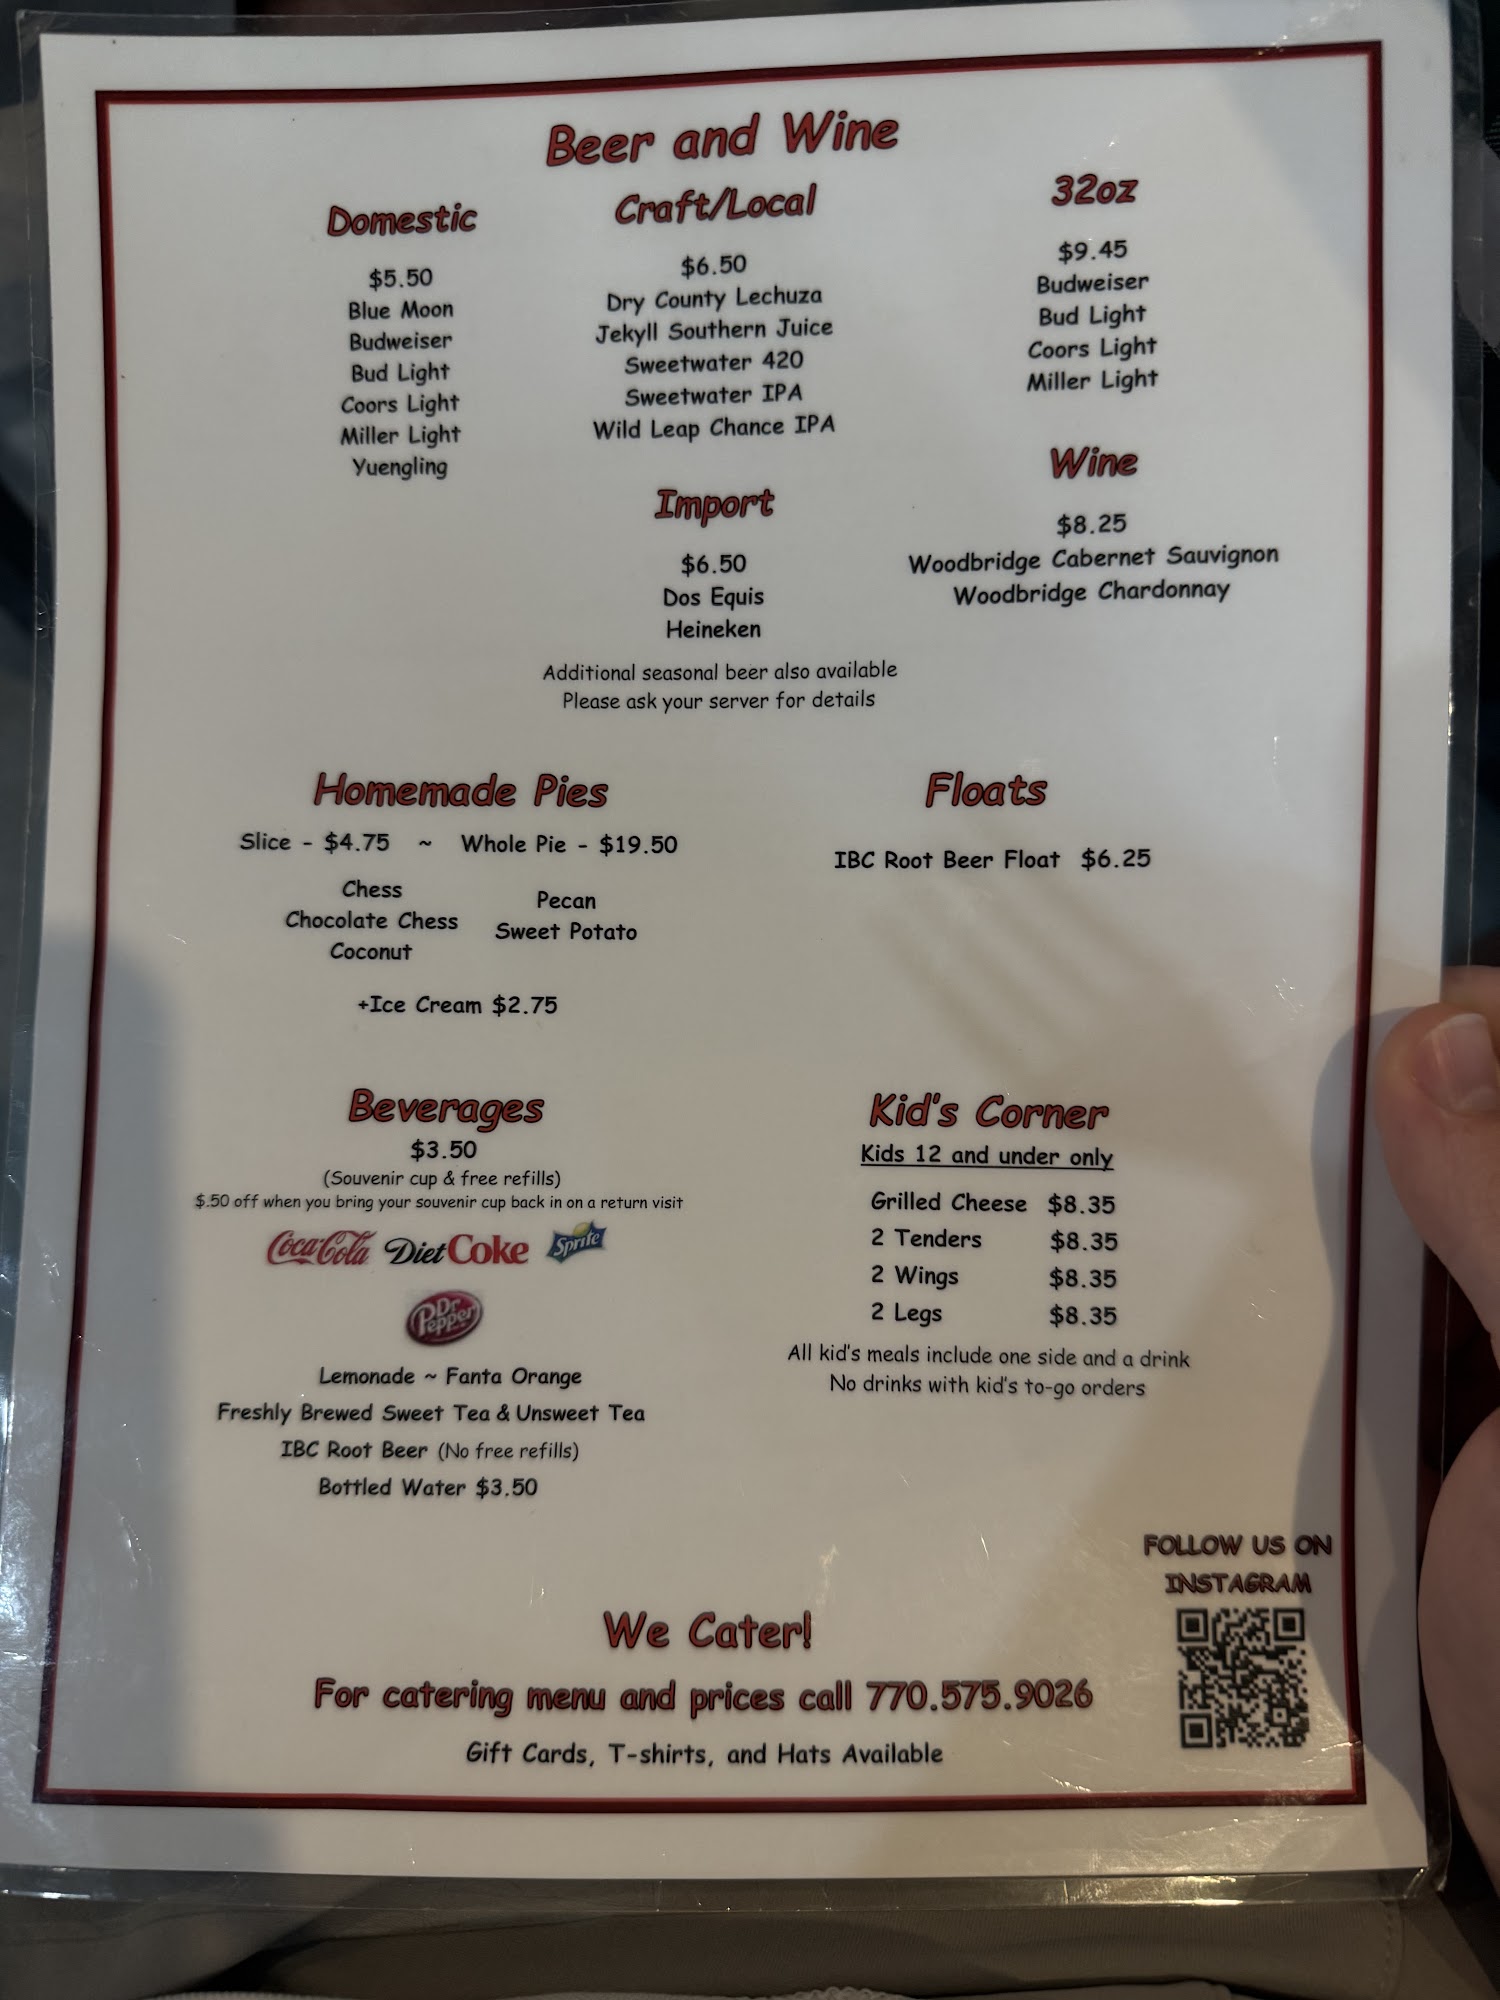 Beer and Wine
Domestic
$5.50
Blue Moon
Budweiser
Bud Light
Coors Light
Miller Light
Yuengling
Craft/Local
$6.50
Dry County Lechuza
Jekyll Southern Juice
Sweetwater 420
Sweetwater IPA
Wild Leap Chance IPA
Import
$6.50
Dos Equis
Heineken
32oz
$9.45
Budweiser
Bud Light
Coors Light
Miller Light
Wine
$8.25
Woodbridge Cabernet Sauvignon
Woodbridge Chardonnay
Additional seasonal beer also available
Please ask your server for details
Homemade Pies
Slice - $4.75 ~ Whole Pie - $19.50
Chess
Chocolate Chess
Coconut
Pecan
Sweet Potato
+Ice Cream $2.75
Floats
IBC Root Beer Float $6.25
Beverages
$3.50
(Souvenir cup & free refills)
$.50 off when you bring your souvenir cup back in on a return visit
Coca-Cola Diet Coke Sprite
Dr Pepper
Lemonade ~ Fanta Orange
Freshly Brewed Sweet Tea & Unsweet Tea
IBC Root Beer (No free refills)
Bottled Water $3.50
Kid's Corner
Kids 12 and under only
Grilled Cheese $8.35
2 Tenders $8.35
2 Wings $8.35
2 Legs $8.35
All kid's meals include one side and a drink
No drinks with kid's to-go orders
FOLLOW US ON
INSTAGRAM
We Cater!
For catering menu and prices call 770.575.9026
Gift Cards, T-shirts, and Hats Available